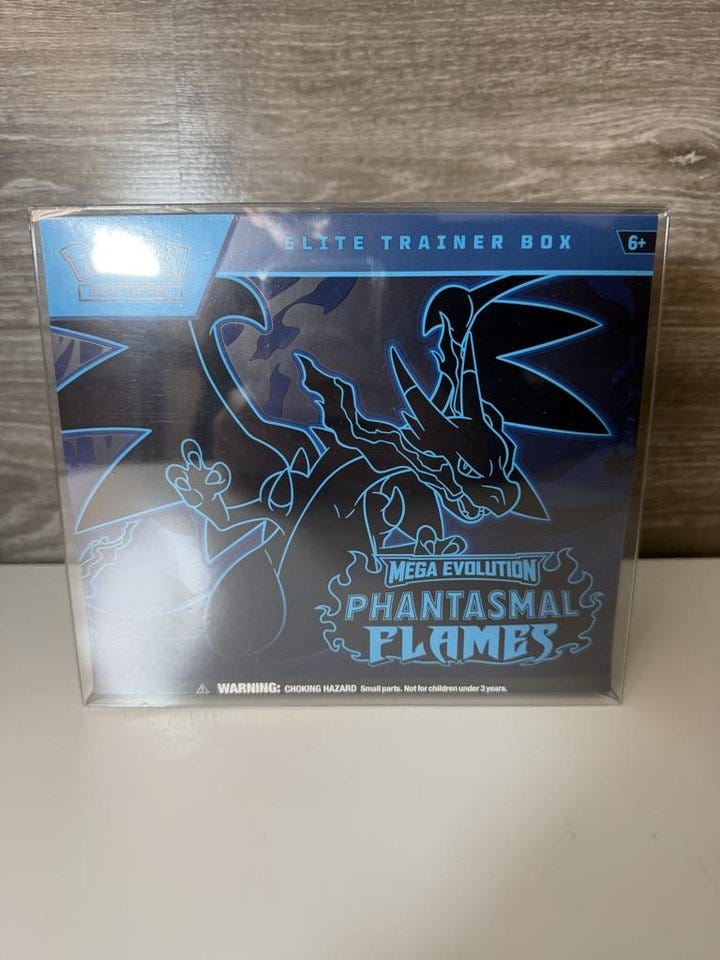 ELITE TRAINER BOX
6+
MEGA EVOLUTION
PHANTASMAL
FLAMES
⚠ WARNING: CHOKING HAZARD Small parts. Not for children under 3 years.